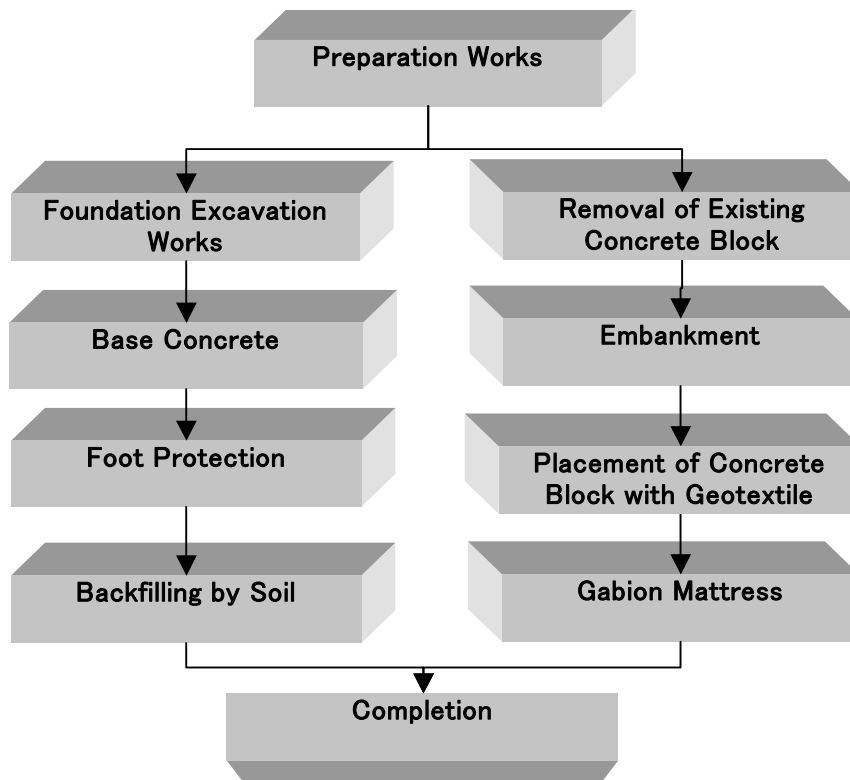 Preparation Works
Foundation Excavation
Works
Removal of Existing
Concrete Block
Base Concrete
Embankment
Foot Protection
Placement of Concrete
Block with Geotextile
Backfilling by Soil
Gabion Mattress
Completion